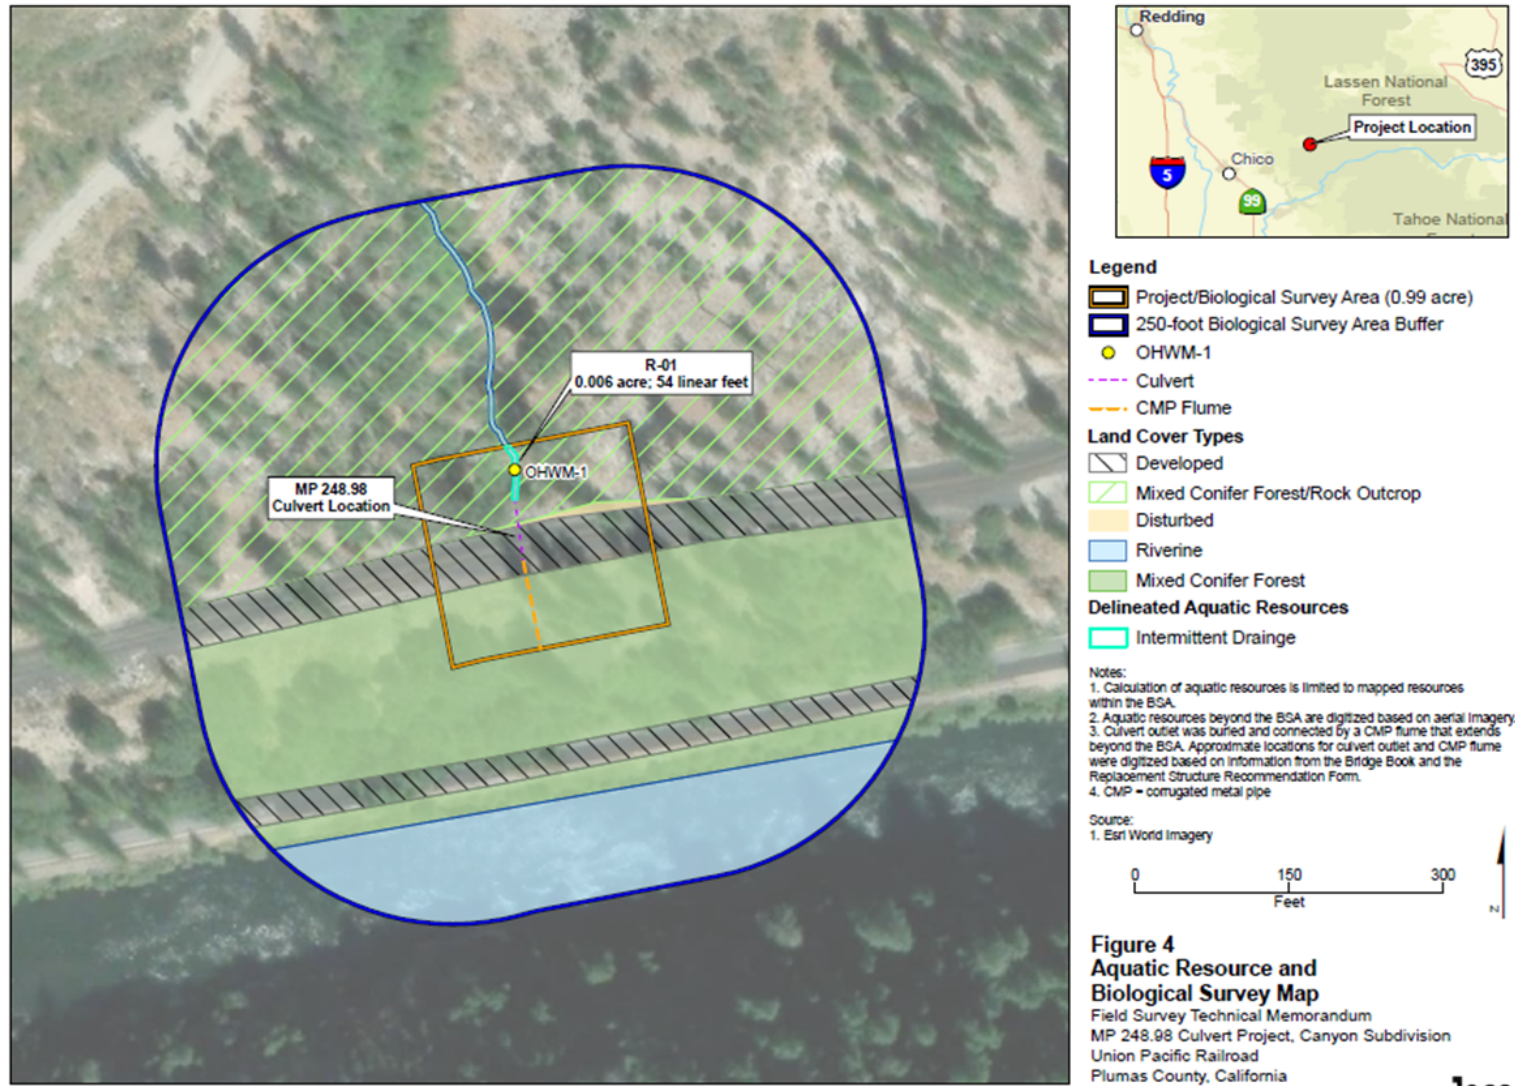 Redding
395
Lassen National
Forest
Project Location
Chico
5
99
Tahoe National
R-01
0.006 acre; 54 linear feet
OHWM-1
MP 248.98
Culvert Location
Legend
Project/Biological Survey Area (0.99 acre)
250-foot Biological Survey Area Buffer
OHWM-1
Culvert
CMP Flume
Land Cover Types
Developed
Mixed Conifer Forest/Rock Outcrop
Disturbed
Riverine
Mixed Conifer Forest
Delineated Aquatic Resources
Intermittent Drainge
Notes:
1. Calculation of aquatic resources is limited to mapped resources
within the BSA.
2. Aquatic resources beyond the BSA are digitized based on aerial imagery.
3. Culvert outlet was buried and connected by a CMP flume that extends
beyond the BSA. Approximate locations for culvert outlet and CMP flume
were digitized based on information from the Bridge Book and the
Replacement Structure Recommendation Form.
4. CMP = corrugated metal pipe
Source:
1. Esri World Imagery
0 150 300
Feet
N
Figure 4
Aquatic Resource and
Biological Survey Map
Field Survey Technical Memorandum
MP 248.98 Culvert Project, Canyon Subdivision
Union Pacific Railroad
Plumas County, California